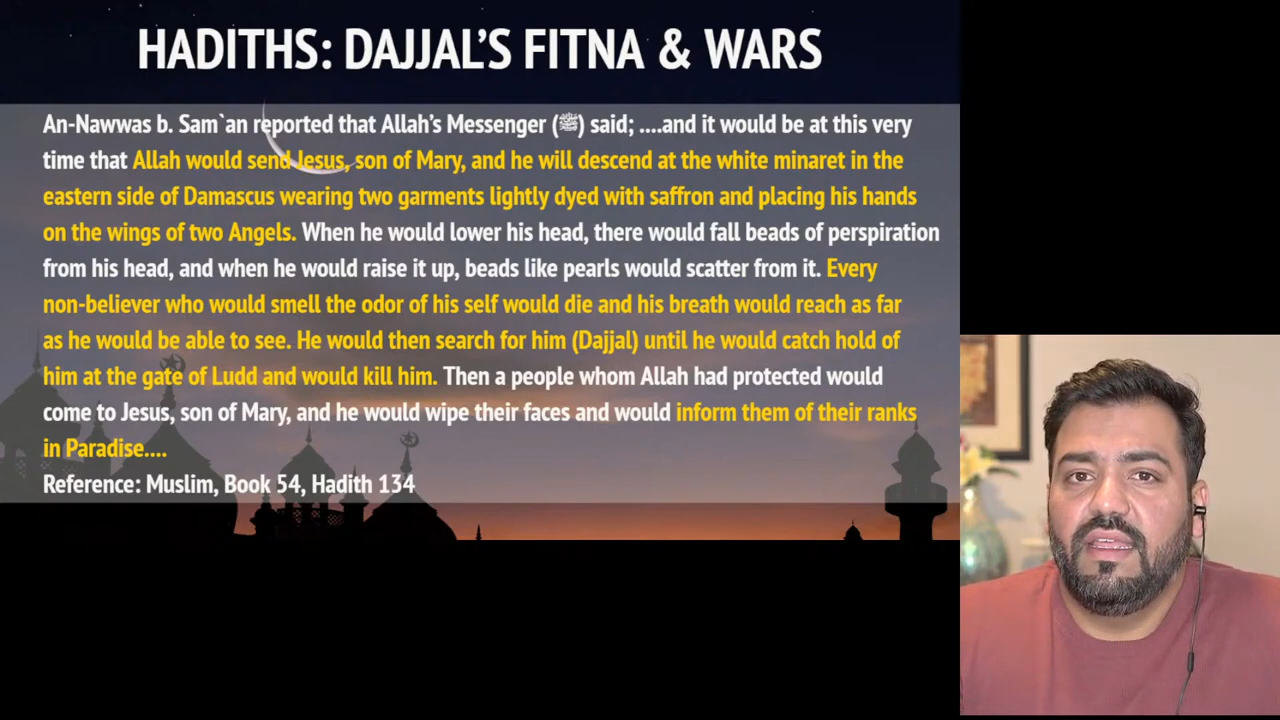 HADITHS: DAJJAL'S FITNA & WARS
An-Nawwas b. Sam`an reported that Allah's Messenger (ﷺ) said; ....and it would be at this very
time that Allah would send Jesus, son of Mary, and he will descend at the white minaret in the
eastern side of Damascus wearing two garments lightly dyed with saffron and placing his hands
on the wings of two Angels. When he would lower his head, there would fall beads of perspiration
from his head, and when he would raise it up, beads like pearls would scatter from it. Every
non-believer who would smell the odor of his self would die and his breath would reach as far
as he would be able to see. He would then search for him (Dajjal) until he would catch hold of
him at the gate of Ludd and would kill him. Then a people whom Allah had protected would
come to Jesus, son of Mary, and he would wipe their faces and would inform them of their ranks
in Paradise....
Reference: Muslim, Book 54, Hadith 134